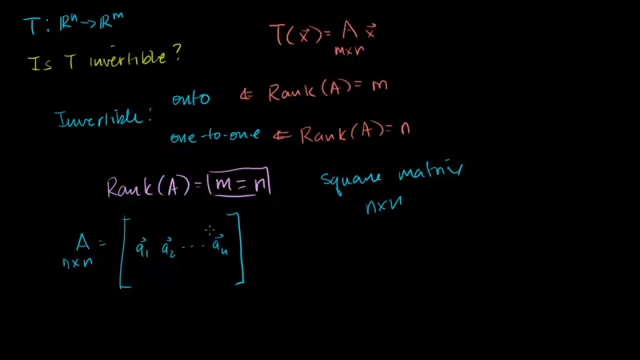 T: ℝⁿ → ℝᵐ
T(x⃗) = A x⃗
m×n
Is T invertible?
Invertible: onto ⇐ Rank(A) = m
one-to-one ⇐ Rank(A) = n
Rank(A) = m = n
square matrix
n×n
A = [ a⃗₁ a⃗₂ ··· a⃗ₙ ]
n×n